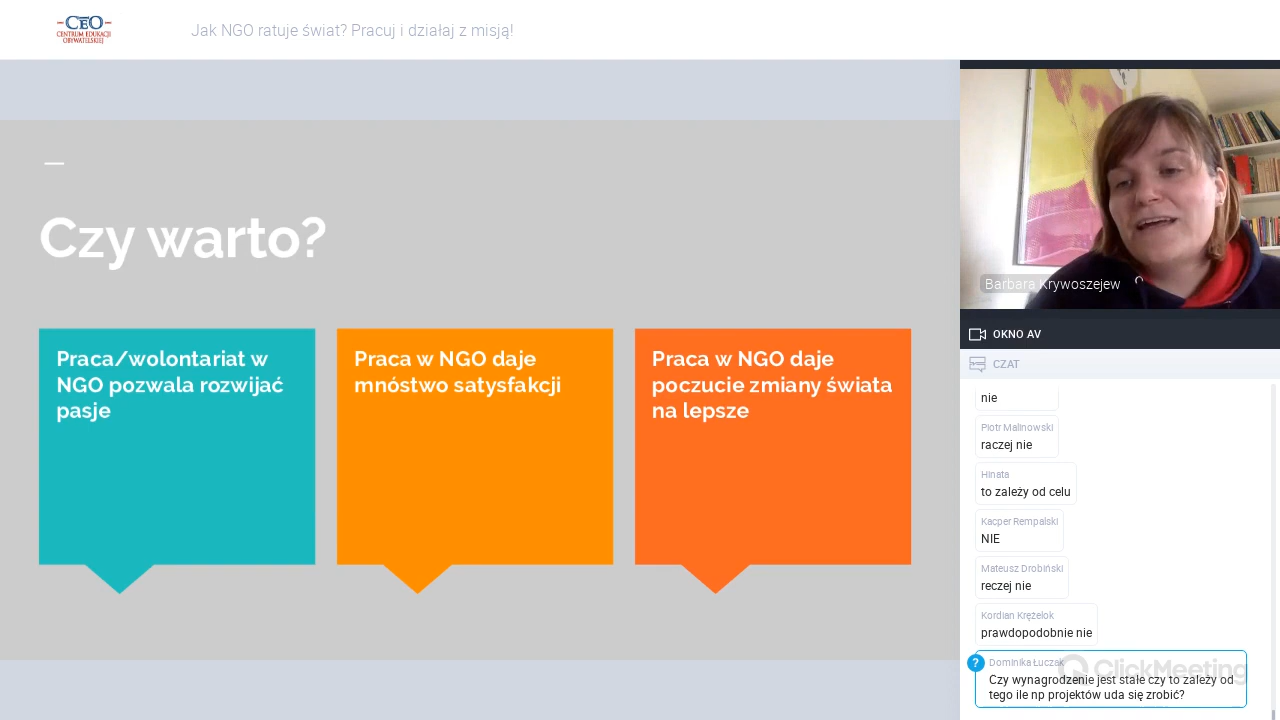 CEO
CENTRUM EDUKACJI
OBYWATELSKIEJ
Jak NGO ratuje świat? Pracuj i działaj z misją!
Czy warto?
Praca/wolontariat w
NGO pozwala rozwijać
pasje
Praca w NGO daje
mnóstwo satysfakcji
Praca w NGO daje
poczucie zmiany świata
na lepsze
Barbara Krywoszejew
OKNO AV
CZAT
nie
Piotr Malinowski
raczej nie
Hinata
to zależy od celu
Kacper Rempalski
NIE
Mateusz Drobiński
reczej nie
Kordian Krężelok
prawdopodobnie nie
?
Dominika Łuczak
Czy wynagrodzenie jest stałe czy to zależy od
tego ile np projektów uda się zrobić?
ClickMeeting